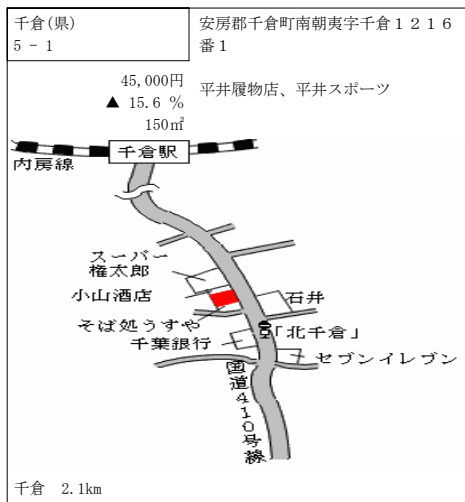 千倉(県)
5 - 1
安房郡千倉町南朝夷字千倉１２１６
番１
45,000円
▲ 15.6 %
150㎡
平井履物店、平井スポーツ
千倉駅
内房線
スーパー
権太郎
小山酒店
石井
そば処うすや
「北千倉」
千葉銀行
セブンイレブン
国道410号線
千倉 2.1km